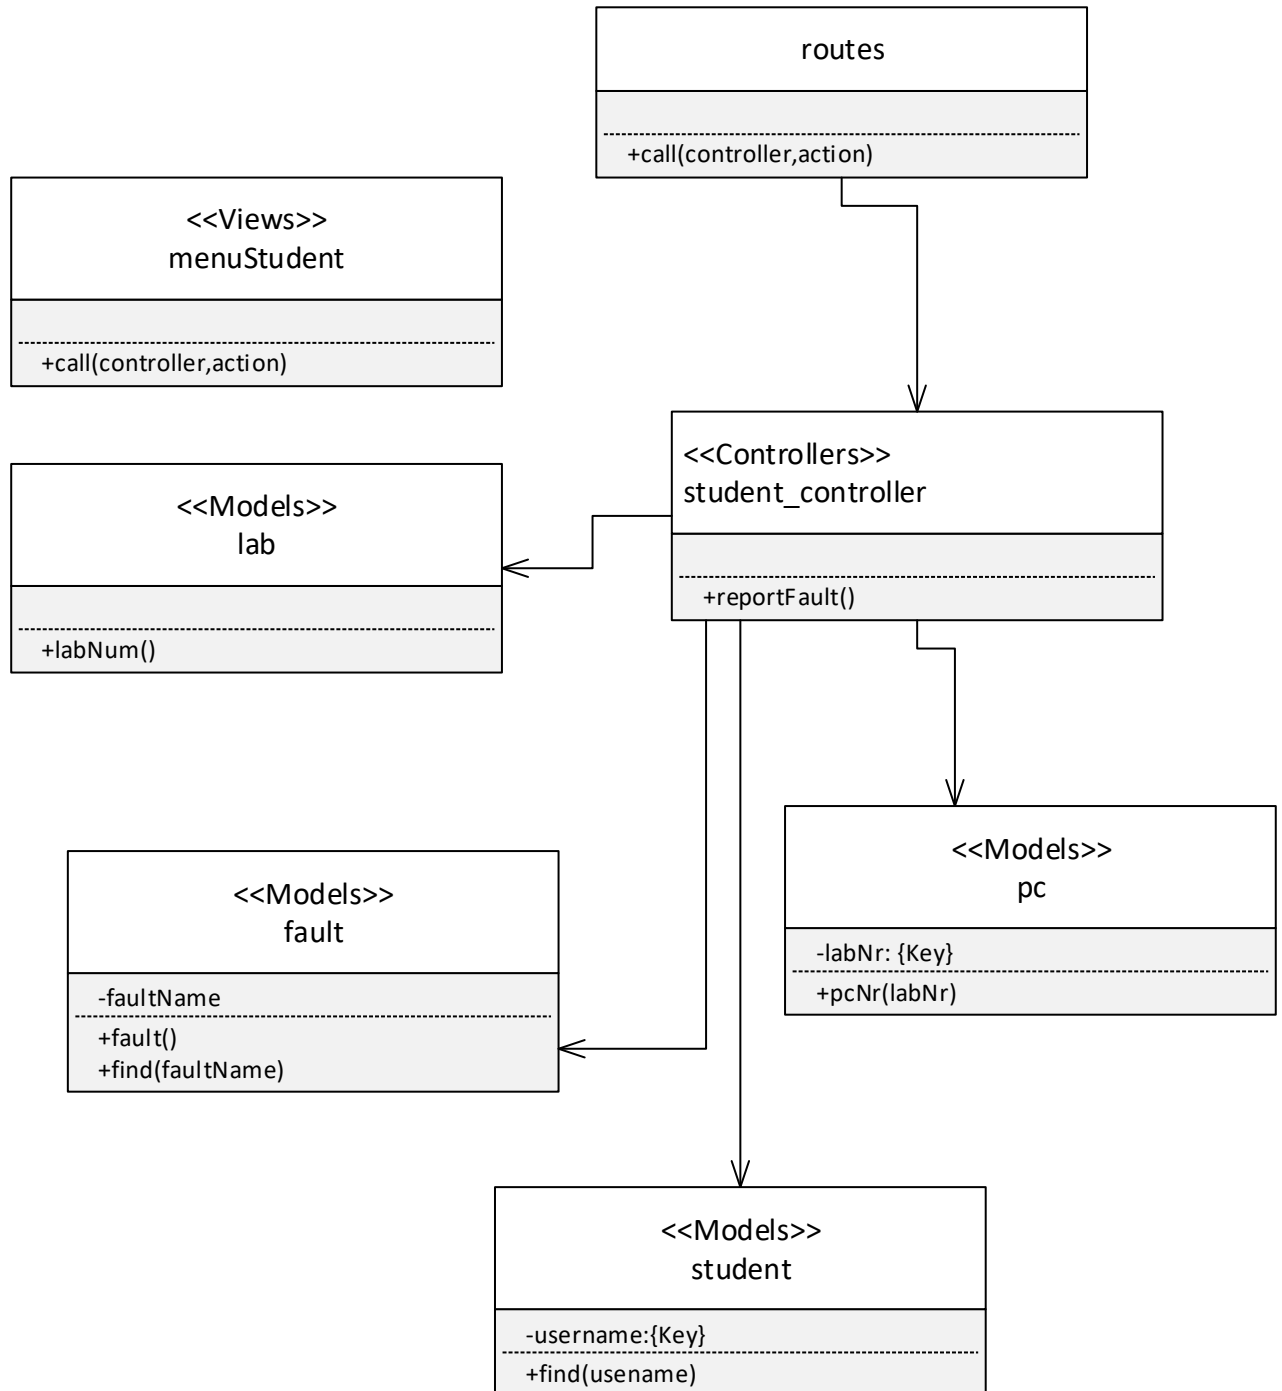 routes
+call(controller,action)
<<Views>>
menuStudent
+call(controller,action)
<<Controllers>>
student_controller
+reportFault()
<<Models>>
lab
+labNum()
<<Models>>
pc
-labNr: {Key}
+pcNr(labNr)
<<Models>>
fault
-faultName
+fault()
+find(faultName)
<<Models>>
student
-username:{Key}
+find(usename)